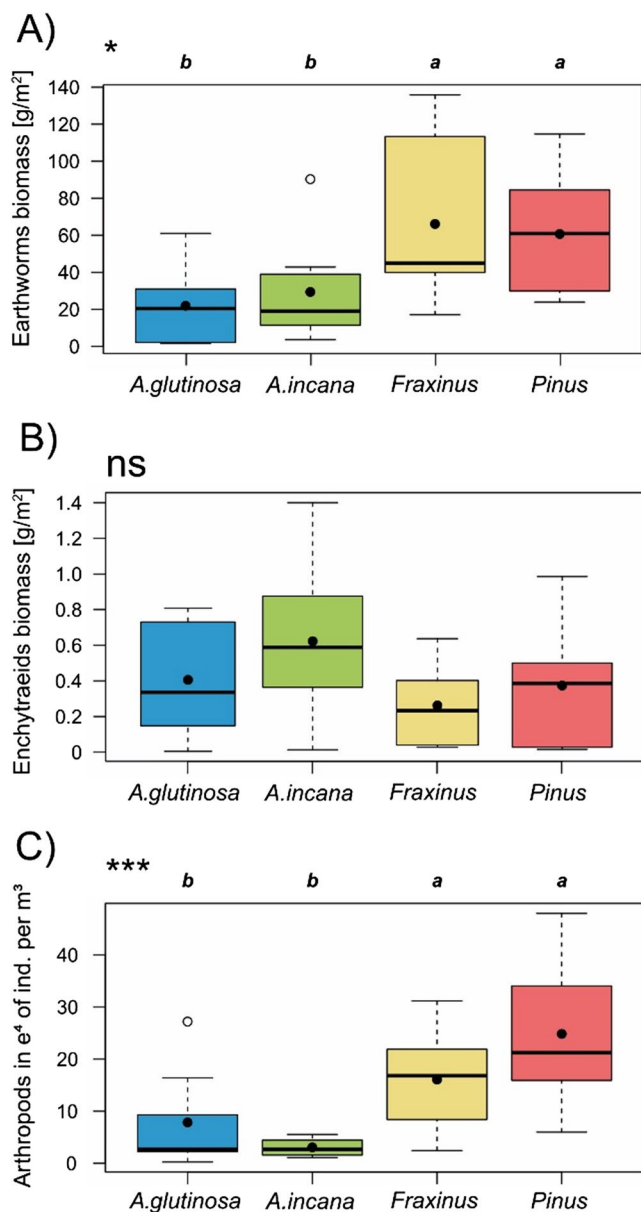 A)
* b b a a
Earthworms biomass [g/m²]
140
120
100
80
60
40
20
0
A.glutinosa A.incana Fraxinus Pinus
B)
ns
Enchytraeids biomass [g/m²]
1.4
1.2
1.0
0.8
0.6
0.4
0.2
0
A.glutinosa A.incana Fraxinus Pinus
C)
*** b b a a
Arthropods in e⁴ of ind. per m³
40
30
20
10
0
A.glutinosa A.incana Fraxinus Pinus